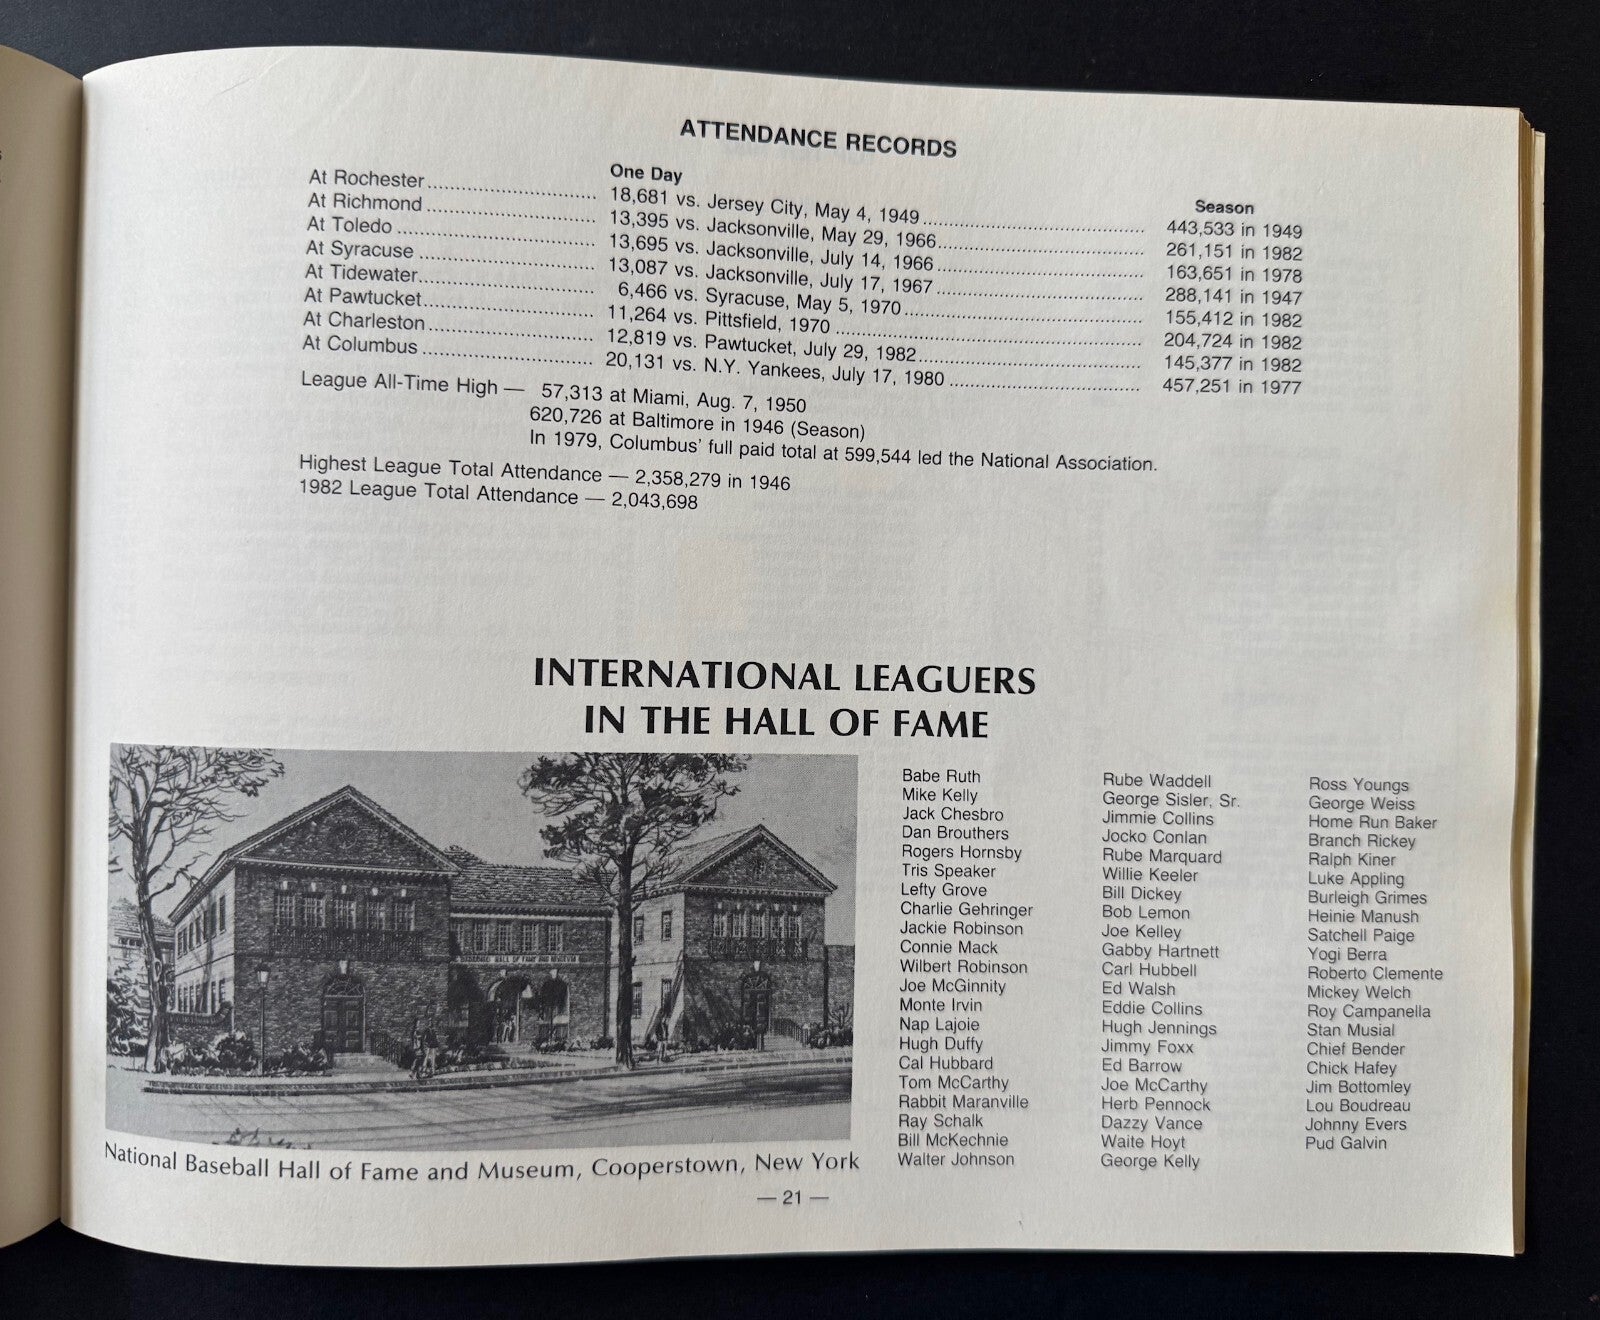 ATTENDANCE RECORDS
One Day Season
At Rochester 18,681 vs. Jersey City, May 4, 1949 443,533 in 1949
At Richmond 13,395 vs. Jacksonville, May 29, 1966 261,151 in 1982
At Toledo 13,695 vs. Jacksonville, July 14, 1966 163,651 in 1978
At Syracuse 13,087 vs. Jacksonville, July 17, 1967 288,141 in 1947
At Tidewater 6,466 vs. Syracuse, May 5, 1970 155,412 in 1982
At Pawtucket 11,264 vs. Pittsfield, 1970 204,724 in 1982
At Charleston 12,819 vs. Pawtucket, July 29, 1982 145,377 in 1982
At Columbus 20,131 vs. N.Y. Yankees, July 17, 1980 457,251 in 1977
League All-Time High — 57,313 at Miami, Aug. 7, 1950
620,726 at Baltimore in 1946 (Season)
In 1979, Columbus' full paid total at 599,544 led the National Association.
Highest League Total Attendance — 2,358,279 in 1946
1982 League Total Attendance — 2,043,698
INTERNATIONAL LEAGUERS
IN THE HALL OF FAME
HALL OF FAME AND MUSEUM
National Baseball Hall of Fame and Museum, Cooperstown, New York
Babe Ruth
Mike Kelly
Jack Chesbro
Dan Brouthers
Rogers Hornsby
Tris Speaker
Lefty Grove
Charlie Gehringer
Jackie Robinson
Connie Mack
Wilbert Robinson
Joe McGinnity
Monte Irvin
Nap Lajoie
Hugh Duffy
Cal Hubbard
Tom McCarthy
Rabbit Maranville
Ray Schalk
Bill McKechnie
Walter Johnson
Rube Waddell
George Sisler, Sr.
Jimmie Collins
Jocko Conlan
Rube Marquard
Willie Keeler
Bill Dickey
Bob Lemon
Joe Kelley
Gabby Hartnett
Carl Hubbell
Ed Walsh
Eddie Collins
Hugh Jennings
Jimmy Foxx
Ed Barrow
Joe McCarthy
Herb Pennock
Dazzy Vance
Waite Hoyt
George Kelly
Ross Youngs
George Weiss
Home Run Baker
Branch Rickey
Ralph Kiner
Luke Appling
Burleigh Grimes
Heinie Manush
Satchell Paige
Yogi Berra
Roberto Clemente
Mickey Welch
Roy Campanella
Stan Musial
Chief Bender
Chick Hafey
Jim Bottomley
Lou Boudreau
Johnny Evers
Pud Galvin
— 21 —